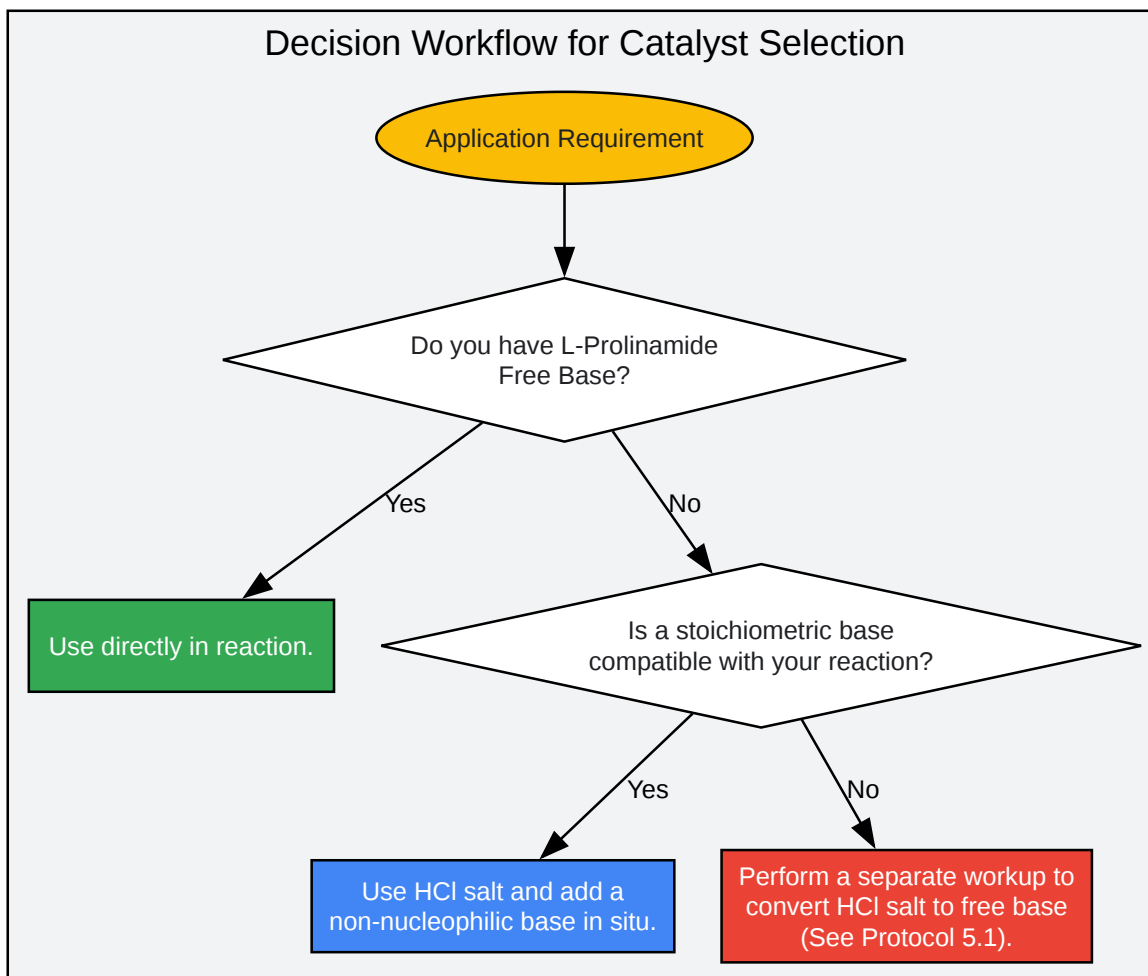 Decision Workflow for Catalyst Selection
Application Requirement
Do you have L-Prolinamide
Free Base?
Yes
No
Use directly in reaction.
Is a stoichiometric base
compatible with your reaction?
Yes
No
Use HCl salt and add a
non-nucleophilic base in situ.
Perform a separate workup to
convert HCl salt to free base
(See Protocol 5.1).